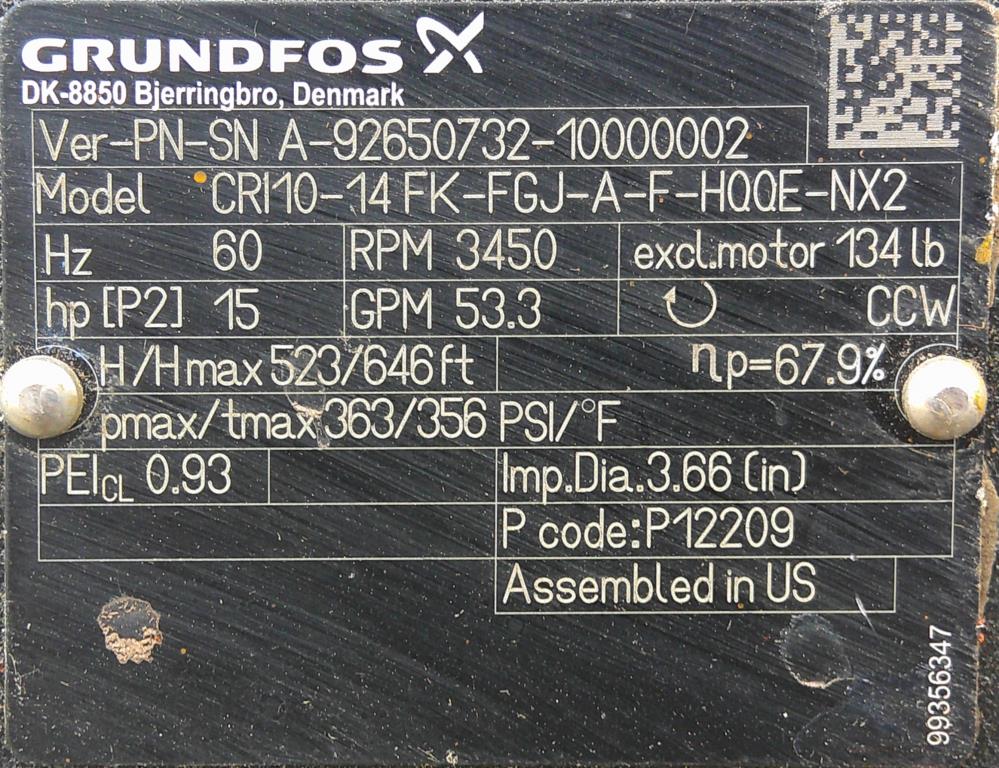 GRUNDFOS
DK-8850 Bjerringbro, Denmark
Ver-PN-SN A-92650732-10000002
Model CRI10-14 FK-FGJ-A-F-HQQE-NX2
Hz 60 RPM 3450 excl.motor 134 lb
hp [P2] 15 GPM 53.3 CCW
H/Hmax 523/646 ft ηp=67.9%
pmax/tmax 363/356 PSI/°F
PEICL 0.93 Imp.Dia.3.66 (in)
P code:P12209
Assembled in US
99356347